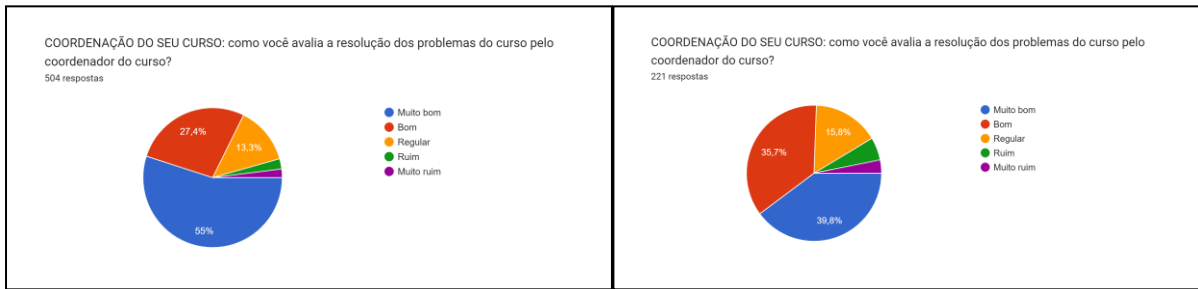 COORDENAÇÃO DO SEU CURSO: como você avalia a resolução dos problemas do curso pelo
coordenador do curso?
504 respostas
Muito bom
Bom
Regular
Ruim
Muito ruim
27,4%
13,3%
55%
COORDENAÇÃO DO SEU CURSO: como você avalia a resolução dos problemas do curso pelo
coordenador do curso?
221 respostas
Muito bom
Bom
Regular
Ruim
Muito ruim
15,8%
35,7%
39,8%